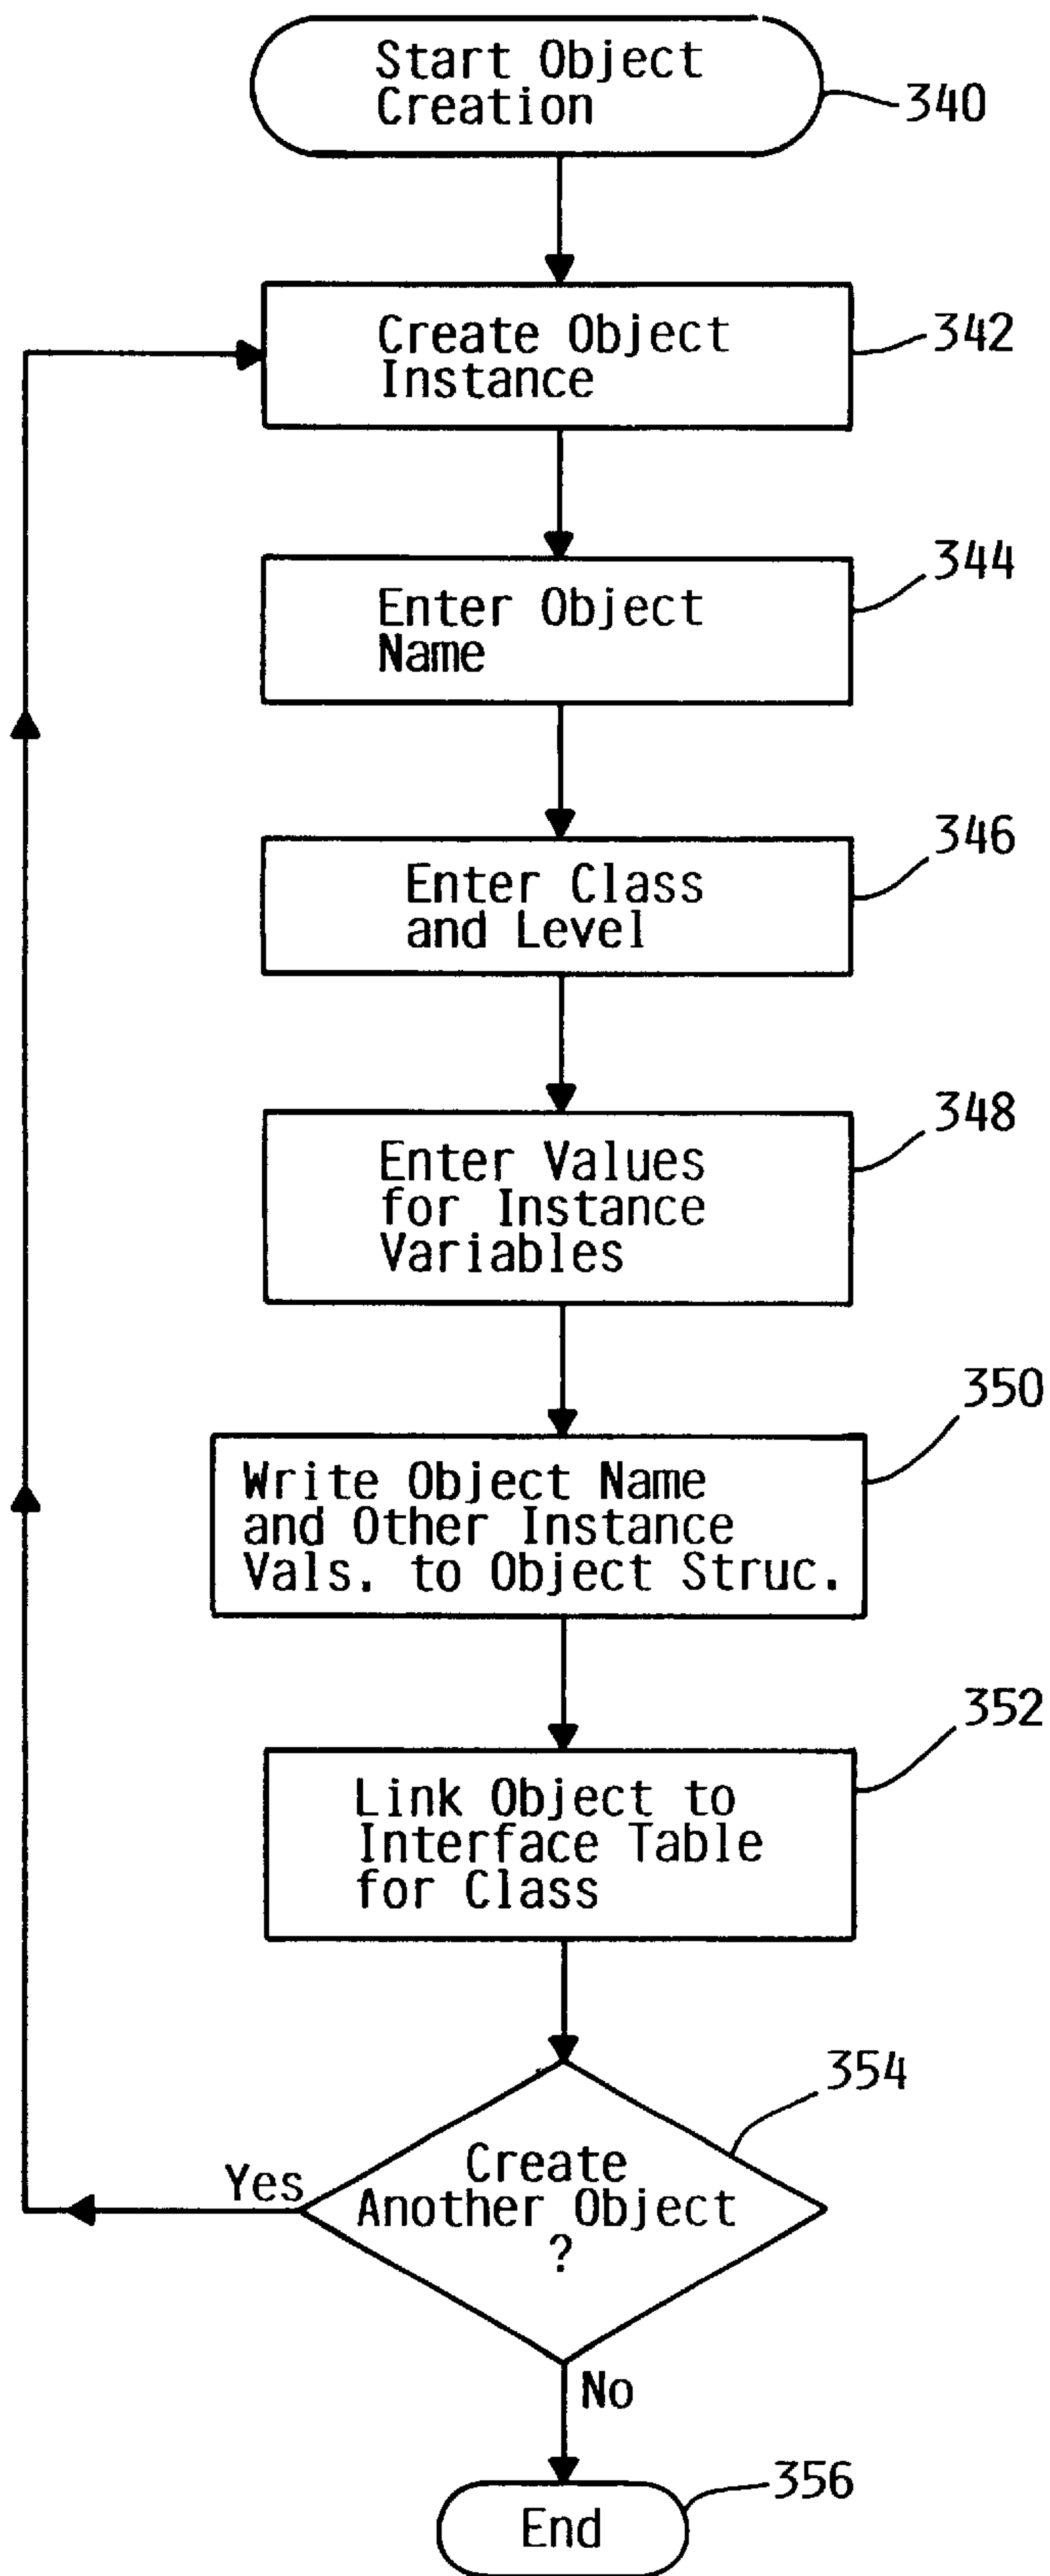 Start Object
Creation
340
Create Object
Instance
342
Enter Object
Name
344
Enter Class
and Level
346
Enter Values
for Instance
Variables
348
Write Object Name
and Other Instance
Vals. to Object Struc.
350
Link Object to
Interface Table
for Class
352
Create
Another Object
?
354
Yes
No
End
356